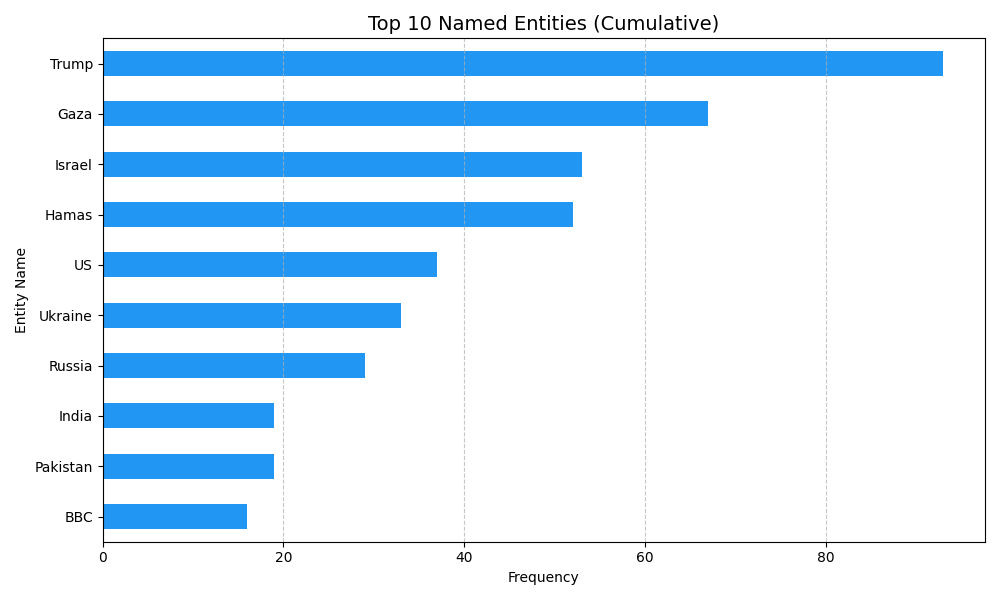 Top 10 Named Entities (Cumulative)
Trump
Gaza
Israel
Hamas
US
Ukraine
Russia
India
Pakistan
BBC
Entity Name
0 20 40 60 80
Frequency